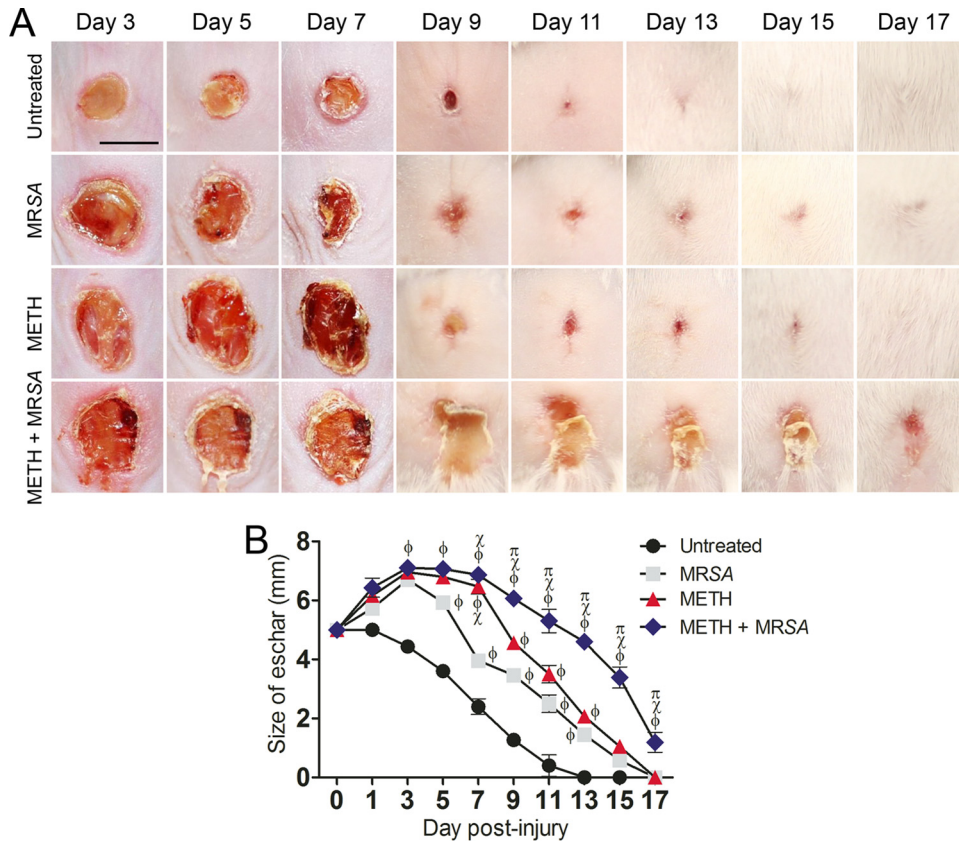 A
Day 3 Day 5 Day 7 Day 9 Day 11 Day 13 Day 15 Day 17
Untreated
MRSA
METH
METH + MRSA
B
Size of eschar (mm)
8
6
4
2
0
ϕ ϕ χ
ϕ π
χ
ϕ π
χ
ϕ π
χ
ϕ π
χ
ϕ π
χ
ϕ
ϕ ϕ
χ
ϕ ϕ
ϕ ϕ
ϕ ϕ
ϕ
Untreated
MRSA
METH
METH + MRSA
0 1 3 5 7 9 11 13 15 17
Day post-injury